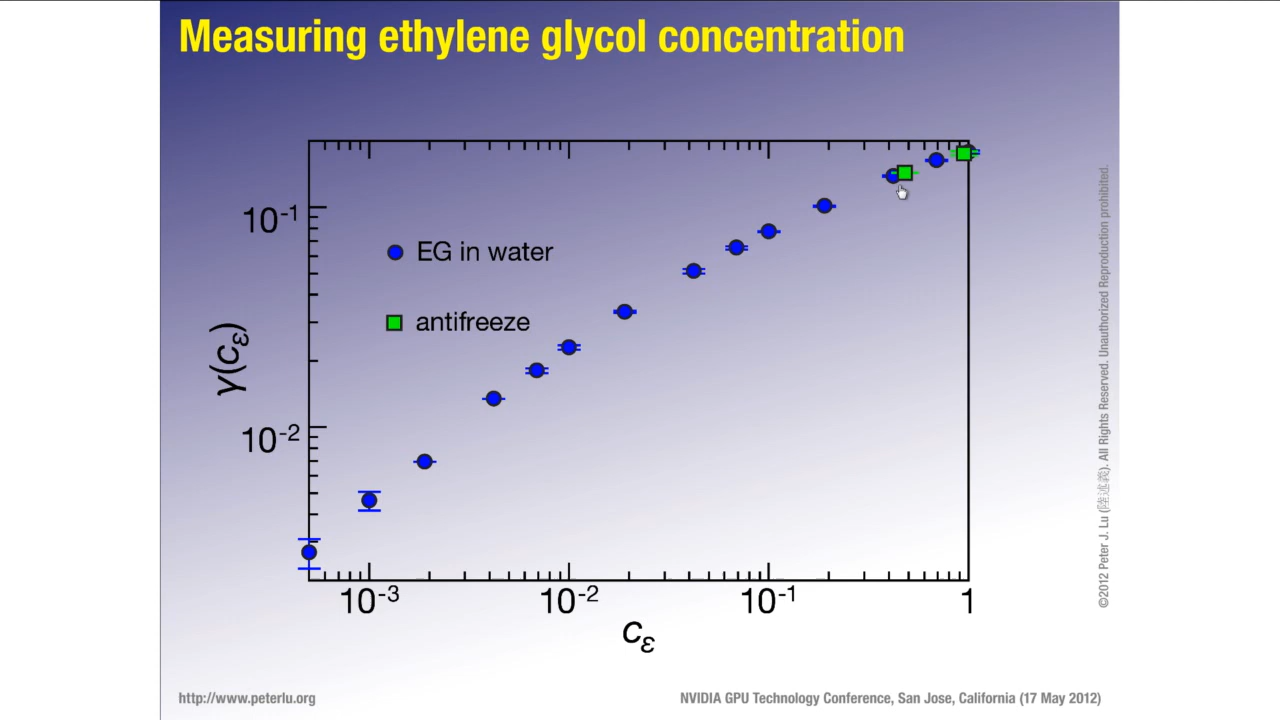 Measuring ethylene glycol concentration
10⁻¹
EG in water
antifreeze
γ(cε)
10⁻²
10⁻³
10⁻²
10⁻¹
1
cε
©2012 Peter J. Lu (陸述義). All Rights Reserved. Unauthorized Reproduction prohibited.
http://www.peterlu.org
NVIDIA GPU Technology Conference, San Jose, California (17 May 2012)